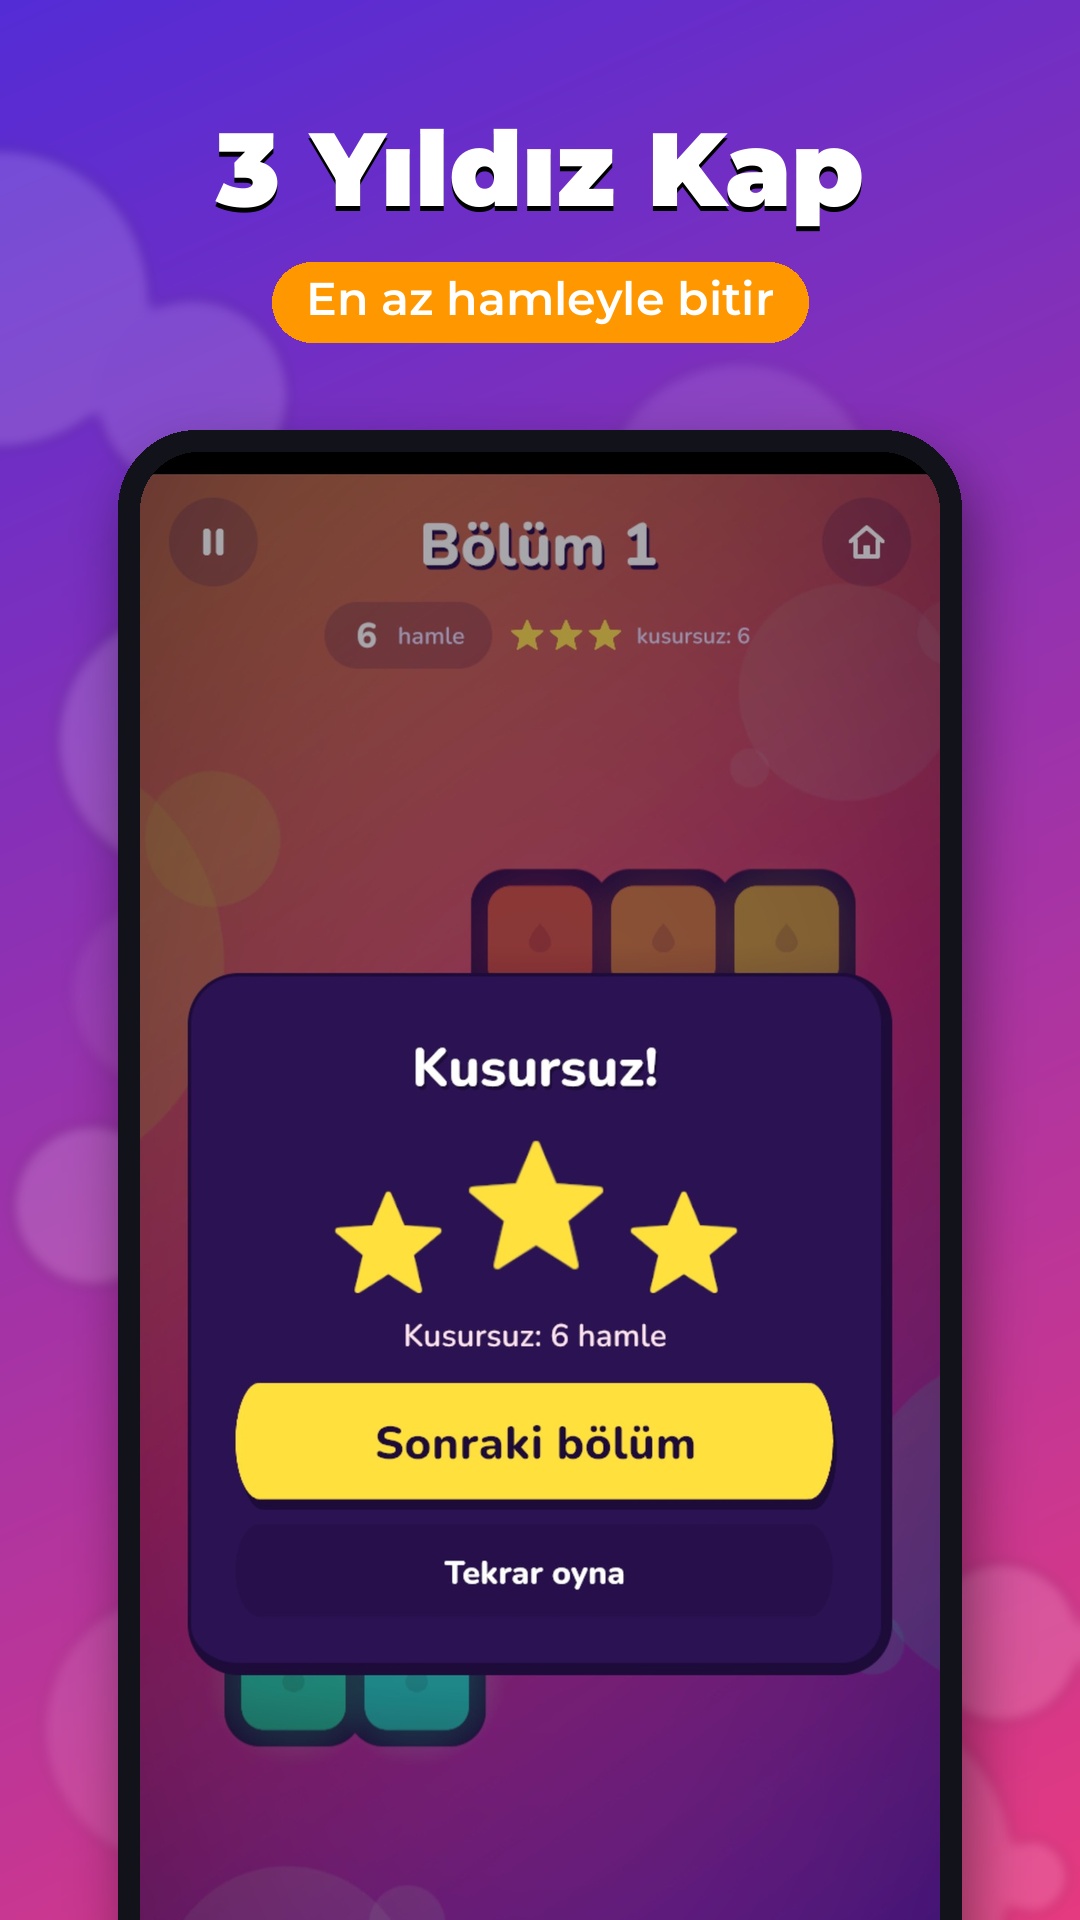 3 Yıldız Kap
En az hamleyle bitir
Bölüm 1
6 hamle kusursuz: 6
Kusursuz!
Kusursuz: 6 hamle
Sonraki bölüm
Tekrar oyna